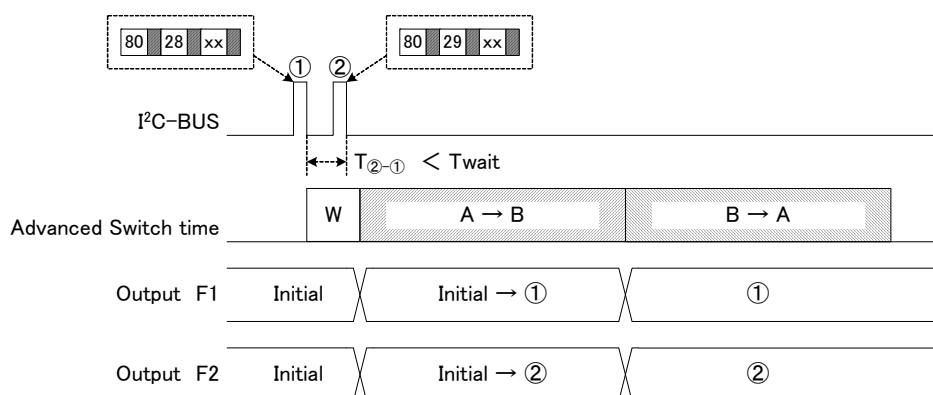 80 28 xx
80 29 xx
① ②
I²C-BUS
T②-① < Twait
Advanced Switch time W A → B B → A
Output F1 Initial Initial → ① ①
Output F2 Initial Initial → ② ②